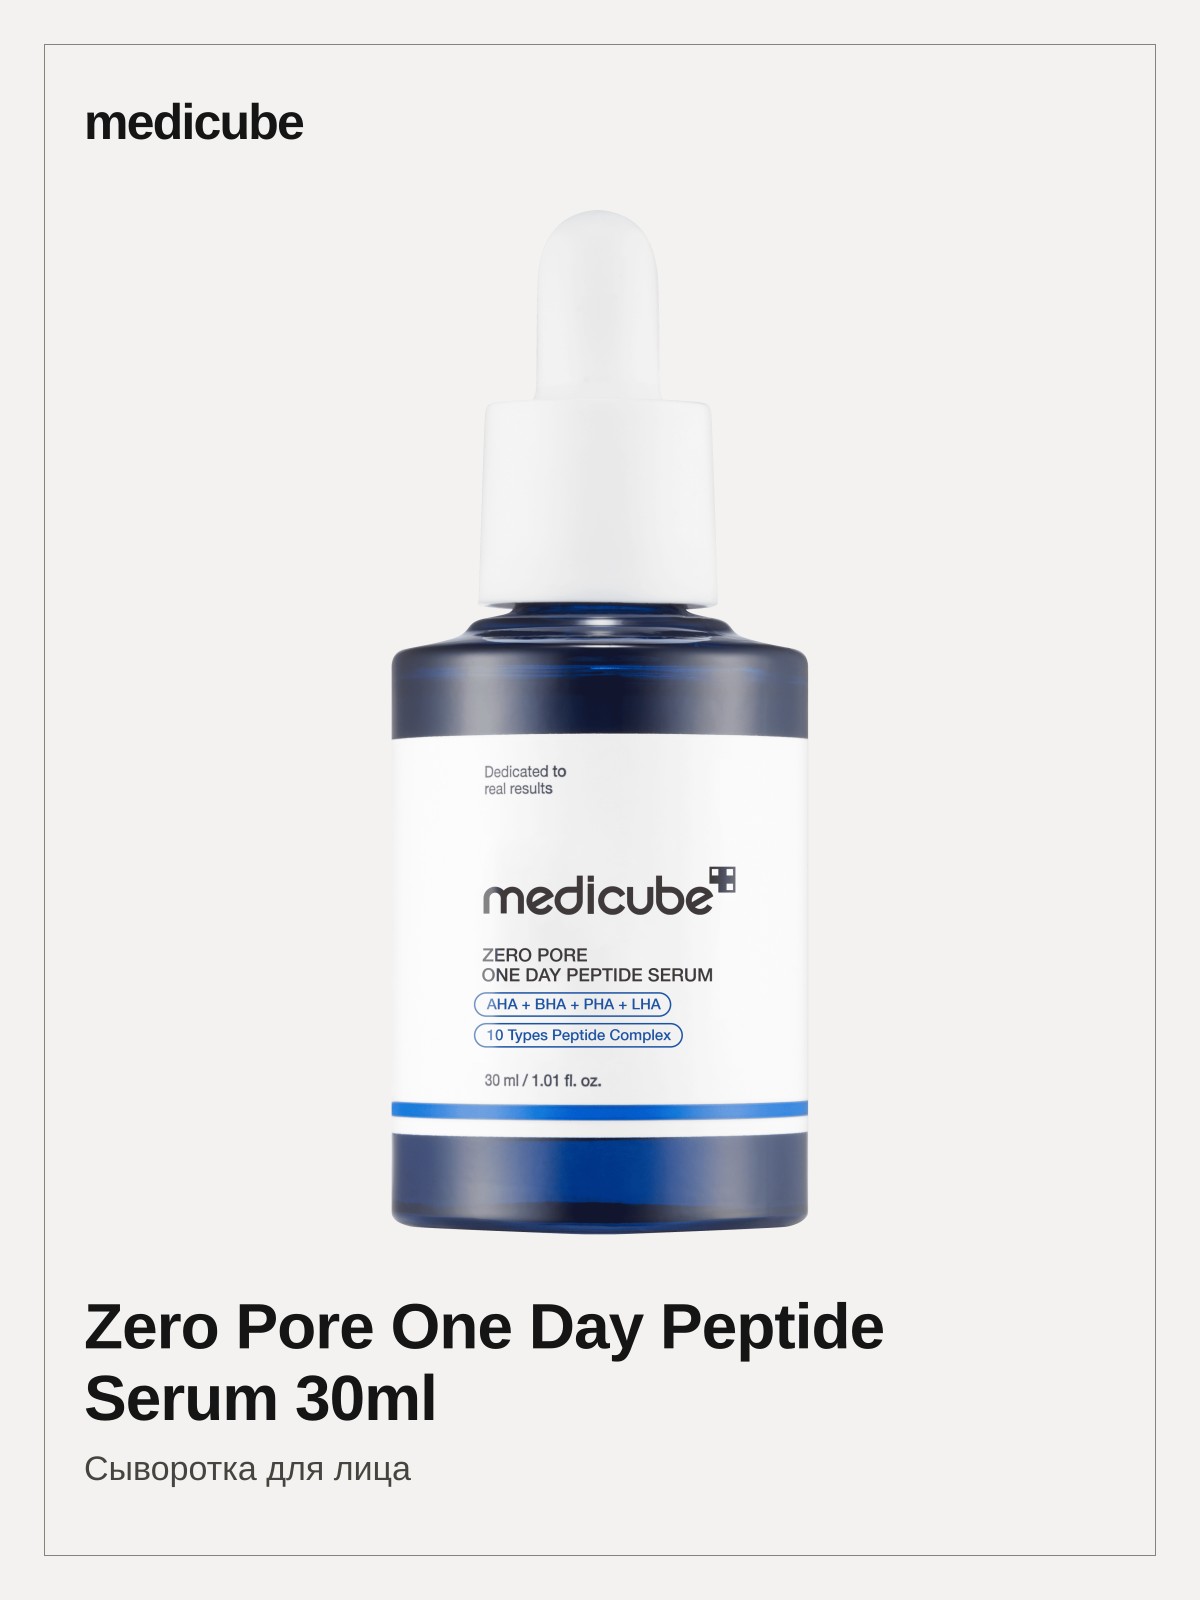 medicube
Dedicated to
real results
medicube
ZERO PORE
ONE DAY PEPTIDE SERUM
AHA + BHA + PHA + LHA
10 Types Peptide Complex
30 ml / 1.01 fl. oz.
Zero Pore One Day Peptide
Serum 30ml
Сыворотка для лица